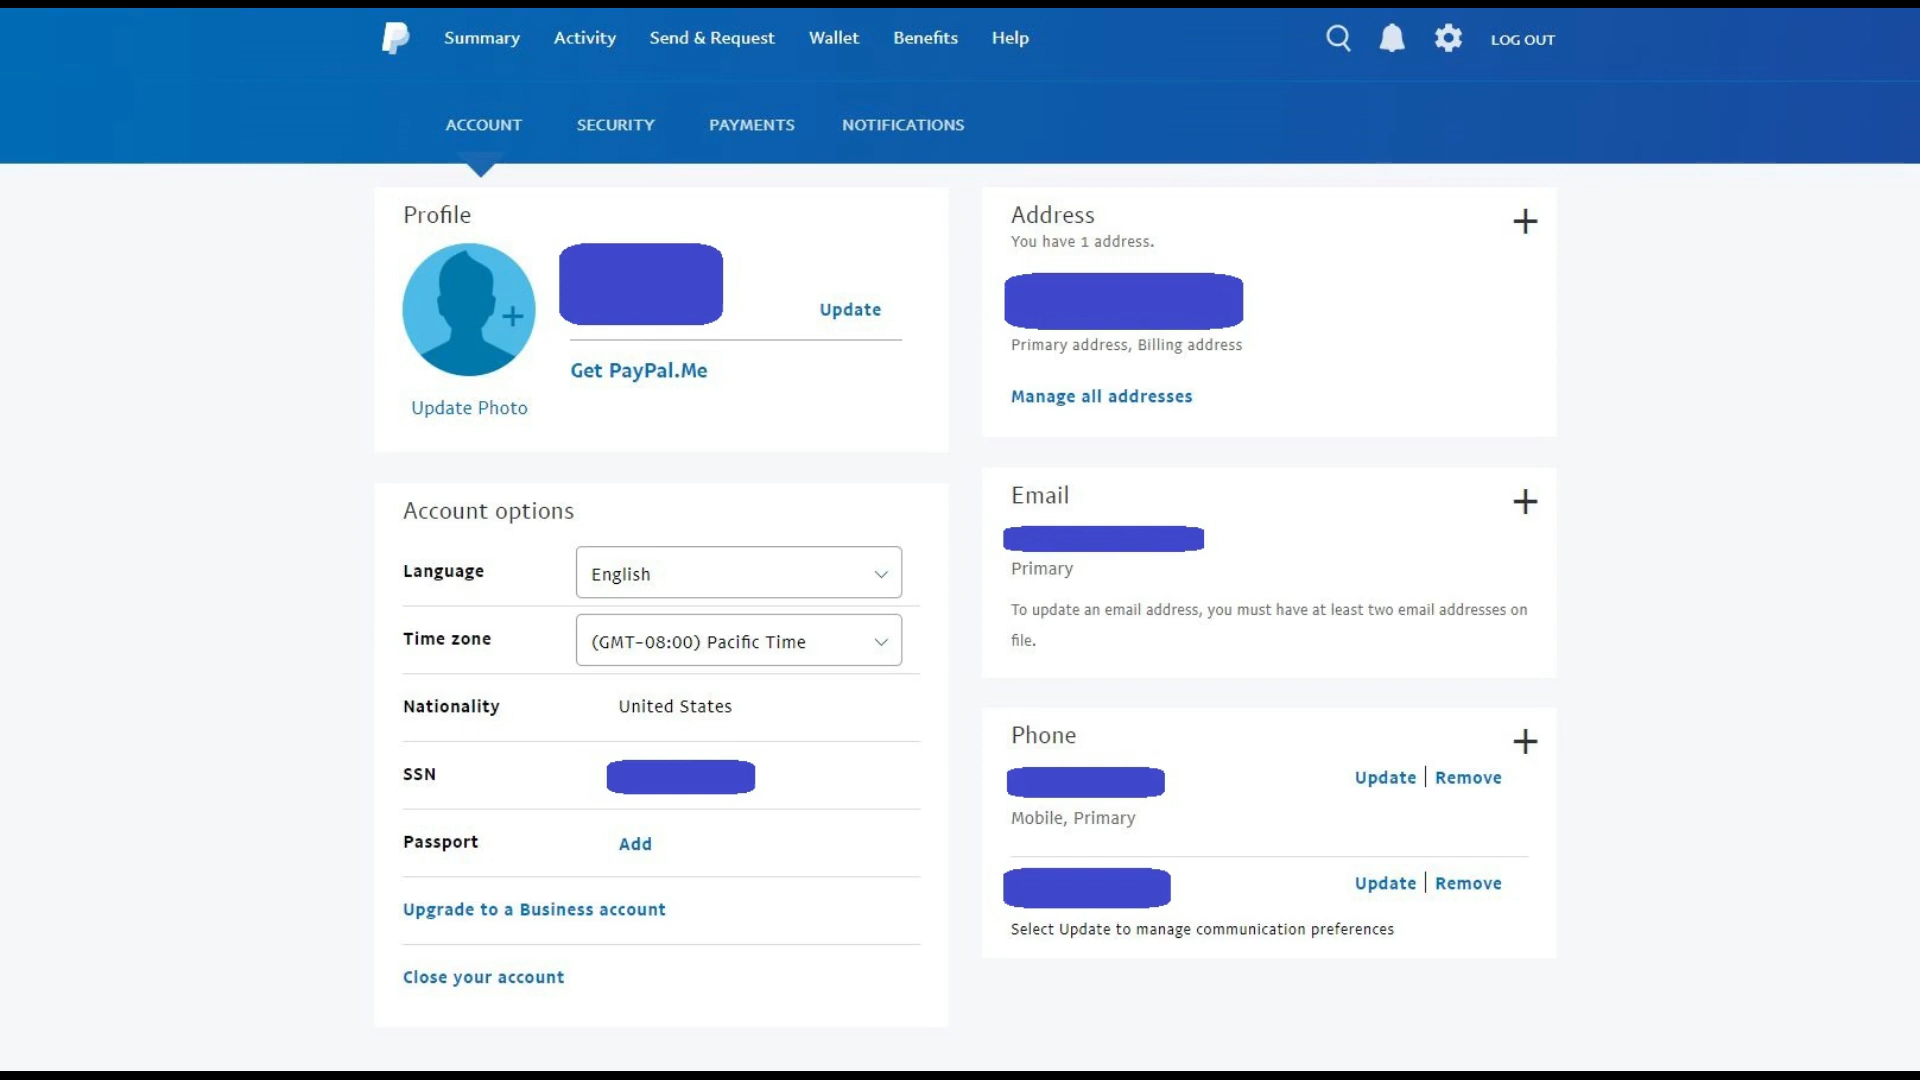 Summary Activity Send & Request Wallet Benefits Help LOG OUT
ACCOUNT SECURITY PAYMENTS NOTIFICATIONS
Profile
Update
Get PayPal.Me
Update Photo
Account options
Language English
Time zone (GMT-08:00) Pacific Time
Nationality United States
SSN
Passport Add
Upgrade to a Business account
Close your account
Address
You have 1 address.
Primary address, Billing address
Manage all addresses
Email
Primary
To update an email address, you must have at least two email addresses on
file.
Phone
Update | Remove
Mobile, Primary
Update | Remove
Select Update to manage communication preferences